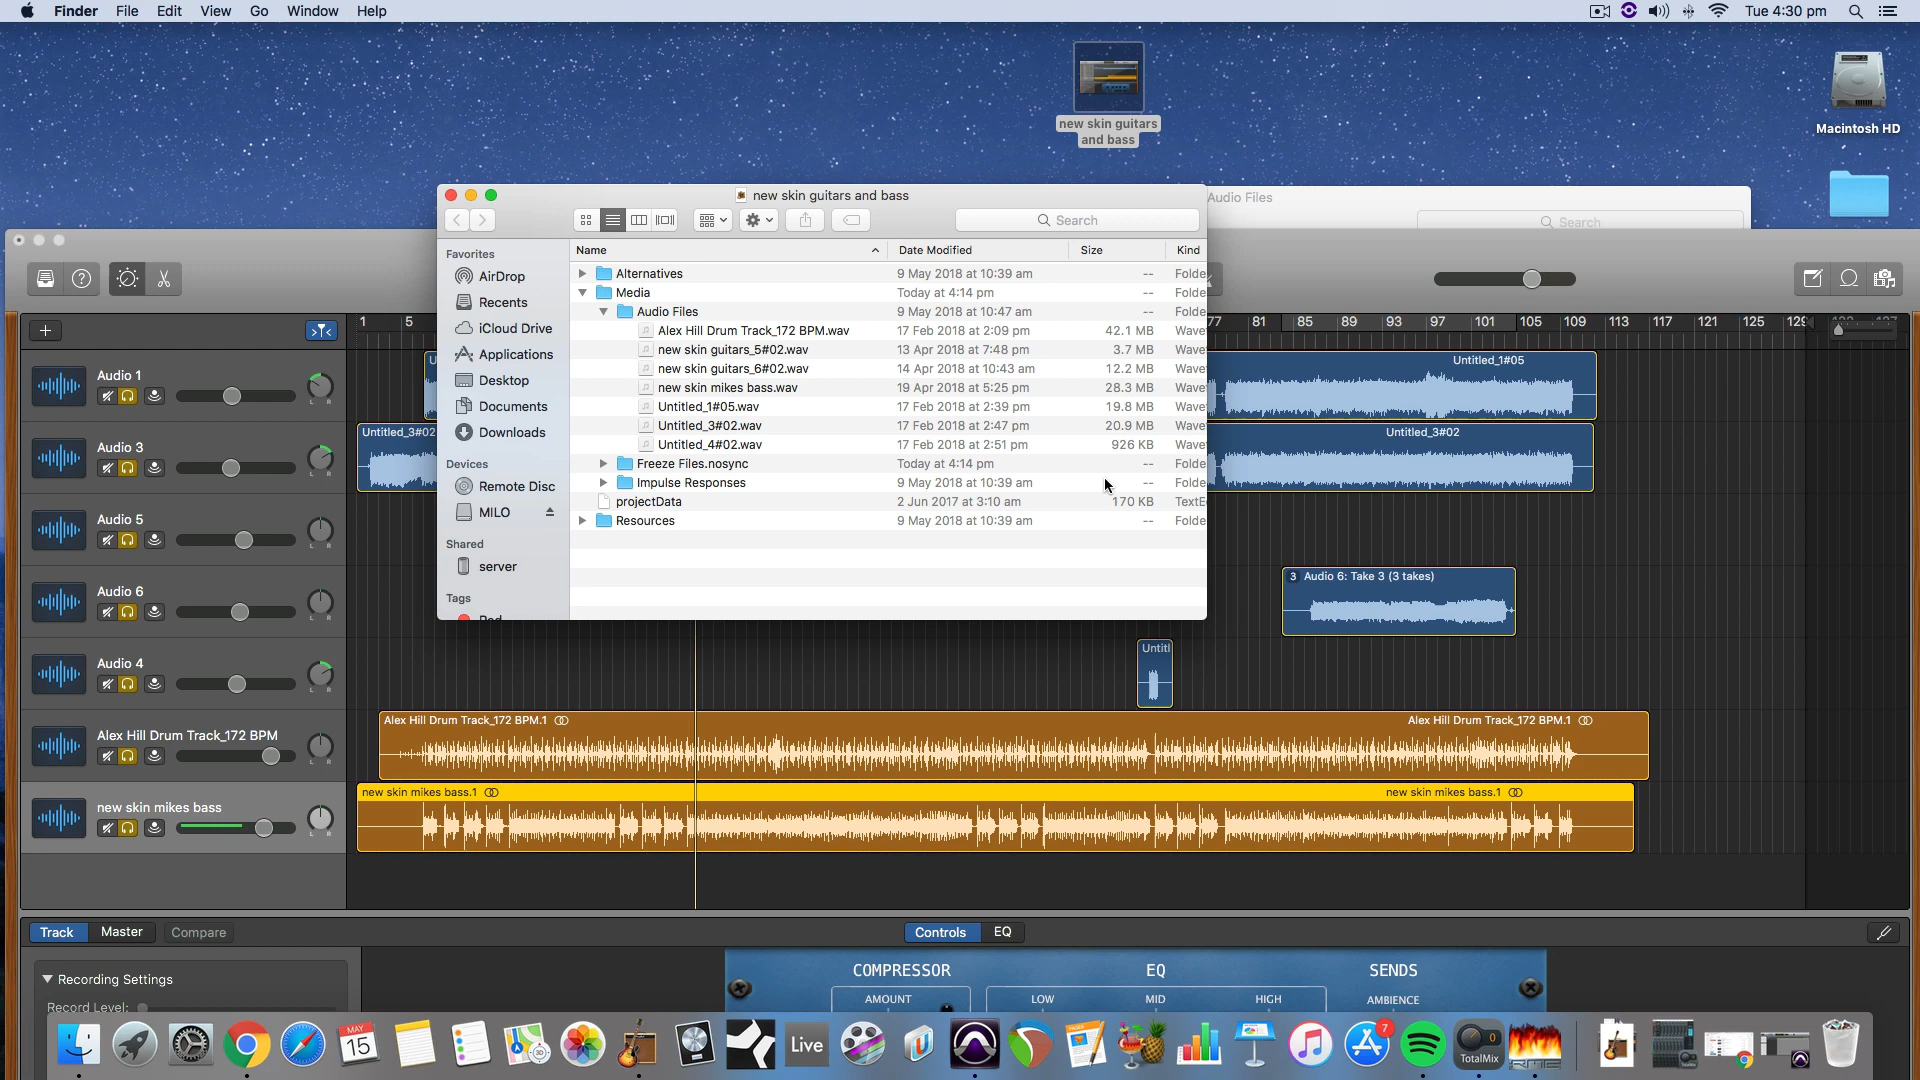 Finder File Edit View Go Window Help
Tue 4:30 pm
new skin guitars
and bass
Macintosh HD
new skin guitars and bass
Search
Audio Files
Search
Favorites
AirDrop
Recents
iCloud Drive
Applications
Desktop
Documents
Downloads
Devices
Remote Disc
MILO
Shared
server
Tags
Name Date Modified Size Kind
Alternatives 9 May 2018 at 10:39 am -- Folde
Media Today at 4:14 pm -- Folde
Audio Files 9 May 2018 at 10:47 am -- Folde
Alex Hill Drum Track_172 BPM.wav 17 Feb 2018 at 2:09 pm 42.1 MB Wave
new skin guitars_5#02.wav 13 Apr 2018 at 7:48 pm 3.7 MB Wave
new skin guitars_6#02.wav 14 Apr 2018 at 10:43 am 12.2 MB Wave
new skin mikes bass.wav 19 Apr 2018 at 5:25 pm 28.3 MB Wave
Untitled_1#05.wav 17 Feb 2018 at 2:39 pm 19.8 MB Wave
Untitled_3#02.wav 17 Feb 2018 at 2:47 pm 20.9 MB Wave
Untitled_4#02.wav 17 Feb 2018 at 2:51 pm 926 KB Wave
Freeze Files.nosync Today at 4:14 pm -- Folde
Impulse Responses 9 May 2018 at 10:39 am -- Folde
projectData 2 Jun 2017 at 3:10 am 170 KB TextE
Resources 9 May 2018 at 10:39 am -- Folde
1 5 77 81 85 89 93 97 101 105 109 113 117 121 125 129
Audio 1
L R
Untitled_1#05
Audio 3
L R
Untitled_3#02
Untitled_3#02
Audio 5
L R
Audio 6
L R
3 Audio 6: Take 3 (3 takes)
Audio 4
L R
Untitl
Alex Hill Drum Track_172 BPM
L R
Alex Hill Drum Track_172 BPM.1
Alex Hill Drum Track_172 BPM.1
new skin mikes bass
L R
new skin mikes bass.1
new skin mikes bass.1
Track Master Compare
Controls EQ
Recording Settings
Record Level:
COMPRESSOR EQ SENDS
AMOUNT LOW MID HIGH AMBIENCE
MAY
15
3D
Live
PAGES
7
0
TotalMix
RME